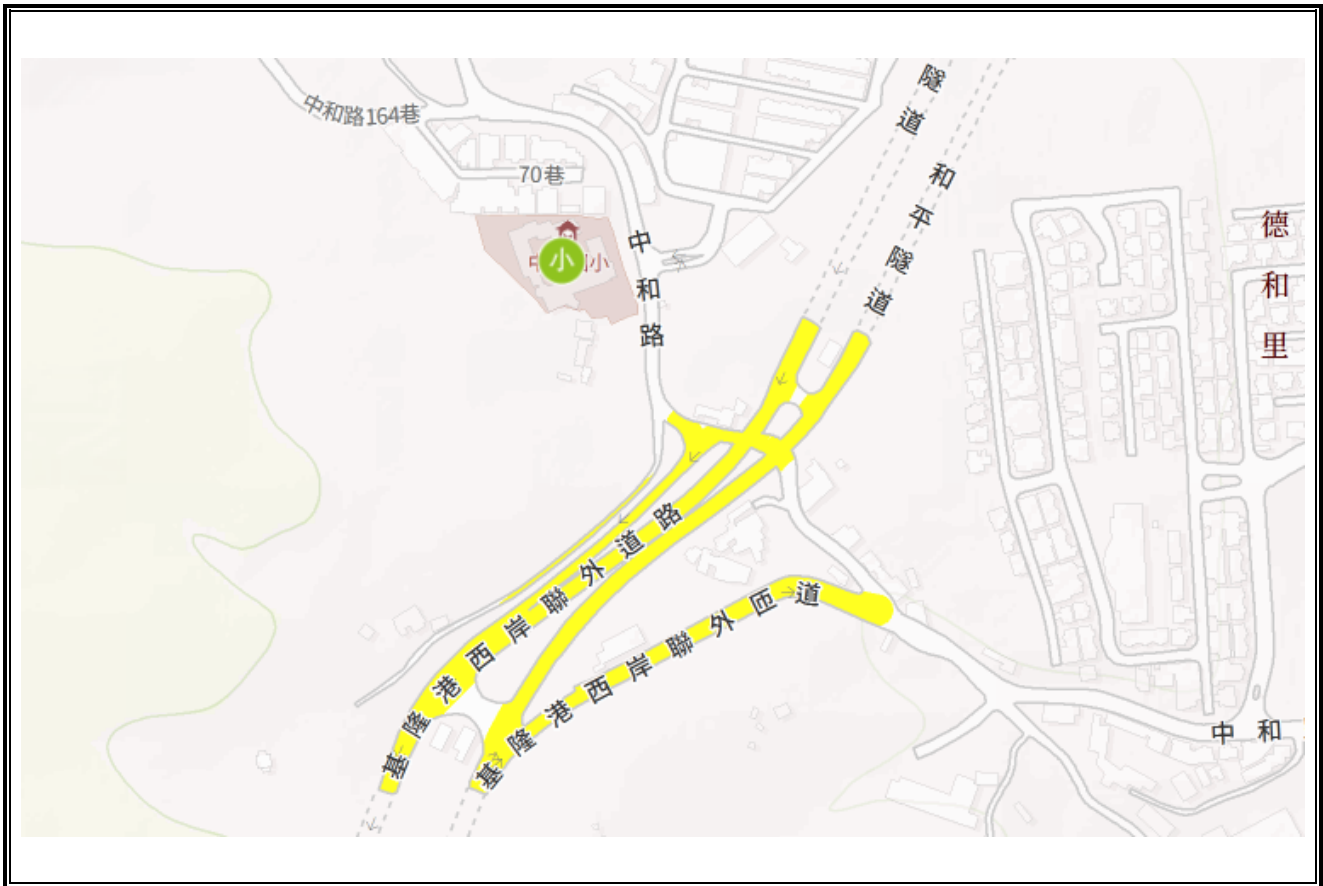 隧道
和平隧道
中和路164巷
70巷
小
小
中和路
德和里
基隆港西岸聯外道路
基隆港西岸聯外匝道
中和